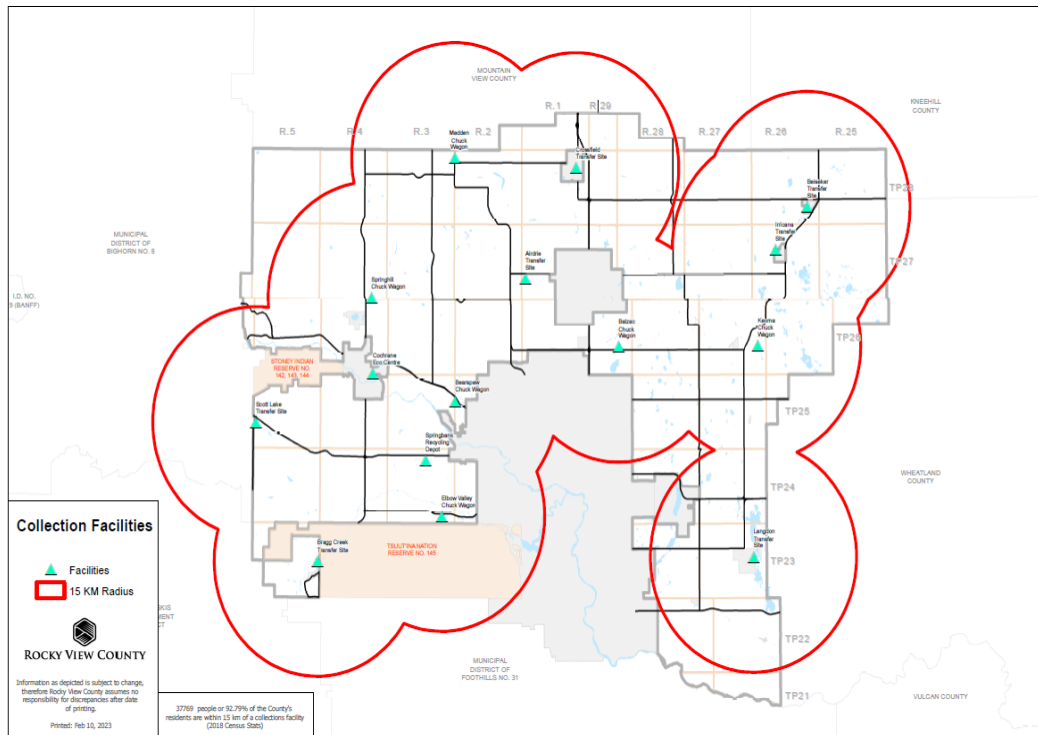 MOUNTAIN
VIEW COUNTY
KNEEHILL
COUNTY
R.1
R.29
R.5
R.4
R.3
R.2
R.28
R.27
R.26
R.25
Madden
Chuck
Wagon
Crossfield
Transfer Site
Beiseker
Transfer
Site
TP28
MUNICIPAL
DISTRICT OF
BIGHORN NO. 8
Irricana
Transfer
Site
Airdrie
Transfer
Site
TP27
I.D. NO.
9 (BANFF)
Springhill
Chuck Wagon
Balzac
Chuck
Wagon
Keoma
Chuck
Wagon
TP26
STONEY INDIAN
RESERVE NO.
142, 143, 144
Cochrane
Eco Centre
Bearspaw
Chuck Wagon
Scott Lake
Transfer Site
TP25
Springbank
Recycling
Depot
WHEATLAND
COUNTY
TP24
Elbow Valley
Chuck Wagon
Bragg Creek
Transfer Site
TSUUT'INA NATION
RESERVE NO. 145
Langdon
Transfer
Site
TP23
TP22
MUNICIPAL
DISTRICT OF
FOOTHILLS NO. 31
TP21
VULCAN COUNTY
Collection Facilities
Facilities
15 KM Radius
ROCKY VIEW COUNTY
Information as depicted is subject to change,
therefore Rocky View County assumes no
responsibility for discrepancies after date
of printing.
Printed: Feb 10, 2023
37769 people or 92.79% of the County's
residents are within 15 km of a collections facility
(2018 Census Stats)